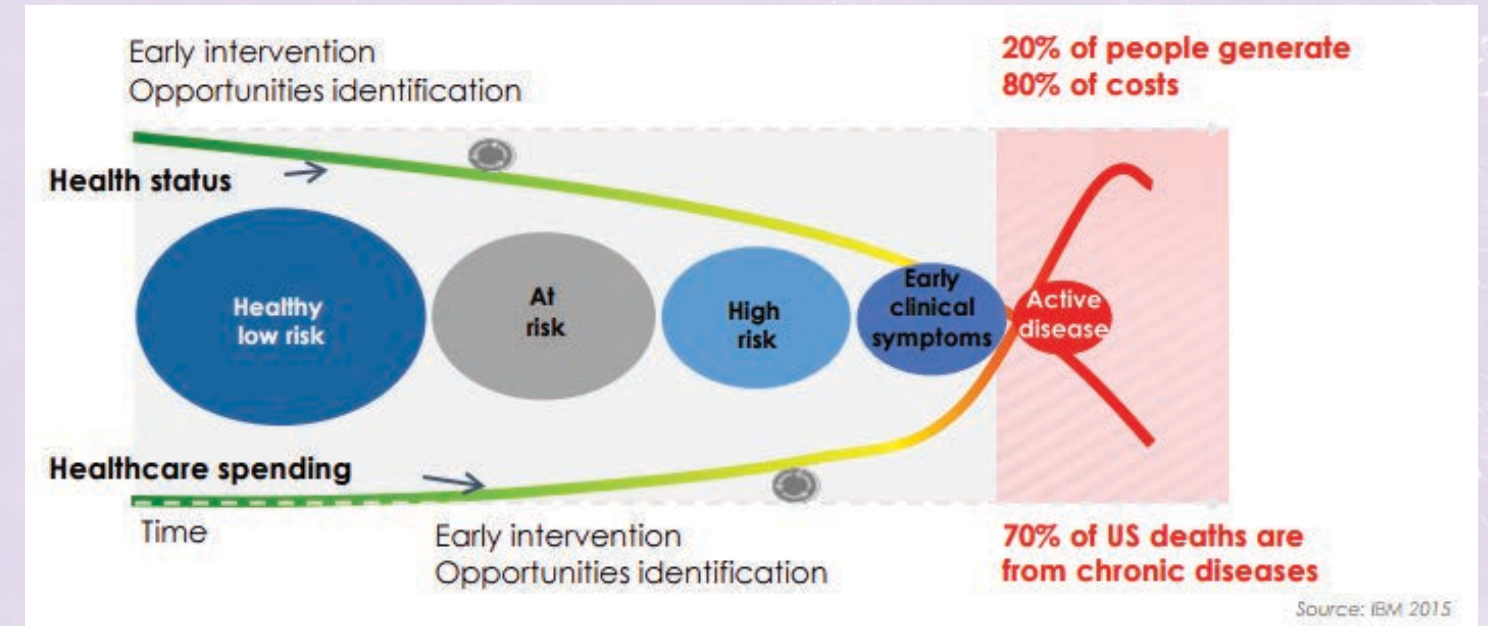 Early intervention
Opportunities identification
20% of people generate
80% of costs
Health status
Healthy
low risk
At
risk
High
risk
Early
clinical
symptoms
Active
disease
Healthcare spending
Time
Early intervention
Opportunities identification
70% of US deaths are
from chronic diseases
Source: IBM 2015